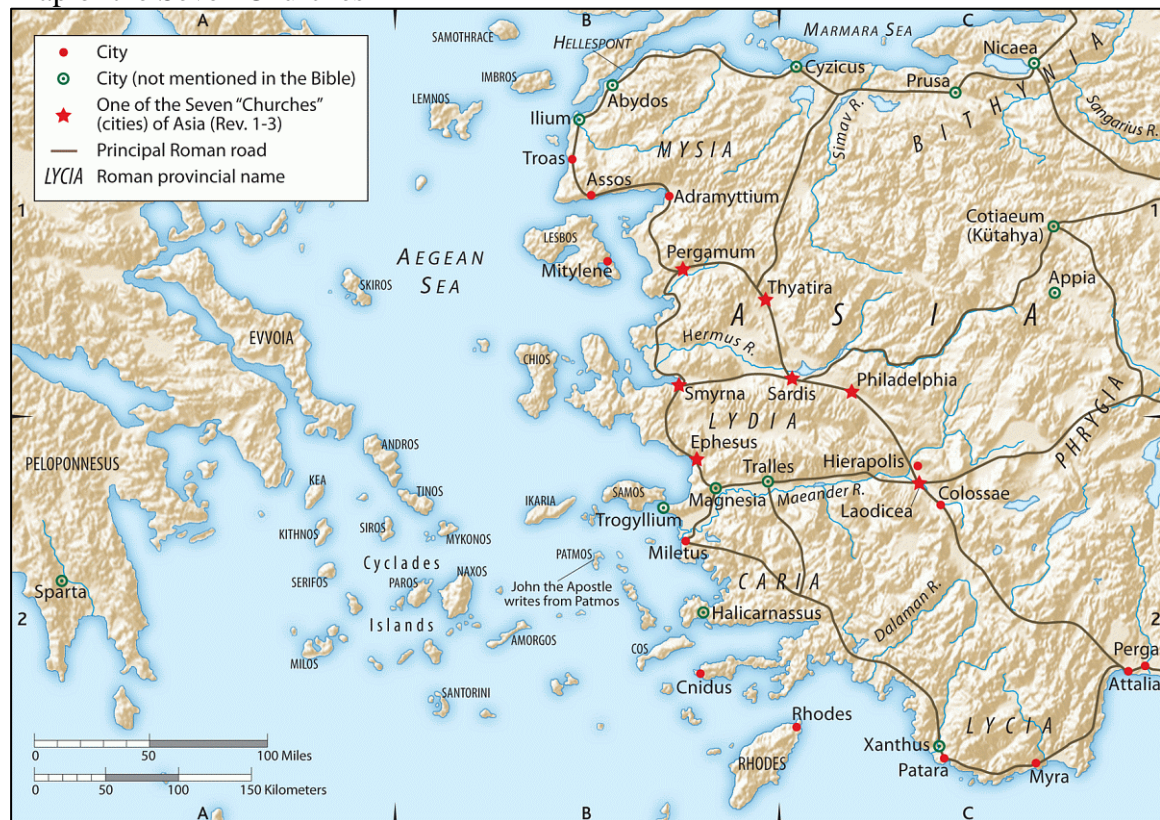 A
B
C
City
City (not mentioned in the Bible)
One of the Seven "Churches"
(cities) of Asia (Rev. 1-3)
Principal Roman road
LYCIA Roman provincial name
SAMOTHRACE
HELLESPONT
MARMARA SEA
Nicaea
IMBROS
Cyzicus
Prusa
BITHYNIA
LEMNOS
Abydos
Ilium
Simav R.
Sangarius R.
MYSIA
Troas
Assos
Adramyttium
1
1
Cotiaeum
(Kütahya)
LESBOS
Mitylene
Pergamum
AEGEAN
SEA
SKIROS
Thyatira
Appia
ASIA
EVVOIA
Hermus R.
CHIOS
Smyrna
Sardis
Philadelphia
LYDIA
PHRYGIA
PELOPONNESUS
ANDROS
Ephesus
Tralles
Hierapolis
KEA
TINOS
IKARIA
SAMOS
Magnesia
Maeander R.
Laodicea
Colossae
Trogyllium
KITHNOS
SIROS
MYKONOS
Miletus
PATMOS
Cyclades
SERIFOS
PAROS
NAXOS
John the Apostle
writes from Patmos
CARIA
Sparta
Halicarnassus
Dalaman R.
2
2
Islands
AMORGOS
COS
MILOS
Perga
Attalia
SANTORINI
Cnidus
Rhodes
LYCIA
Xanthus
RHODES
Patara
Myra
0 50 100 Miles
0 50 100 150 Kilometers
A
B
C